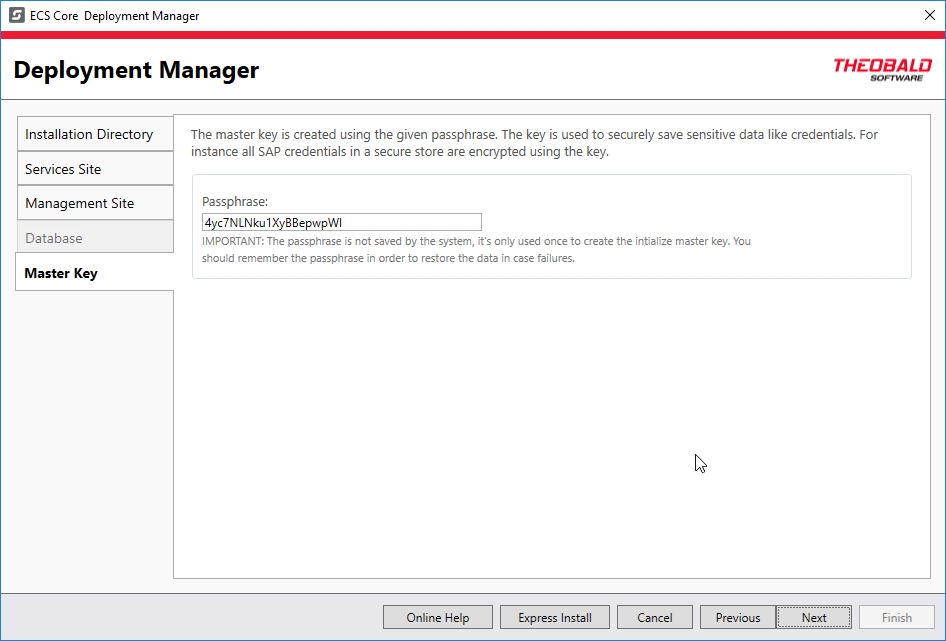 ECS Core Deployment Manager
Deployment Manager
THEOBALD
SOFTWARE
Installation Directory
Services Site
Management Site
Database
Master Key
The master key is created using the given passphrase. The key is used to securely save sensitive data like credentials. For
instance all SAP credentials in a secure store are encrypted using the key.
Passphrase:
4yc7NLNku1XyBBepwpWl
IMPORTANT: The passphrase is not saved by the system, it's only used once to create the intialize master key. You
should remember the passphrase in order to restore the data in case failures.
Online Help
Express Install
Cancel
Previous
Next
Finish